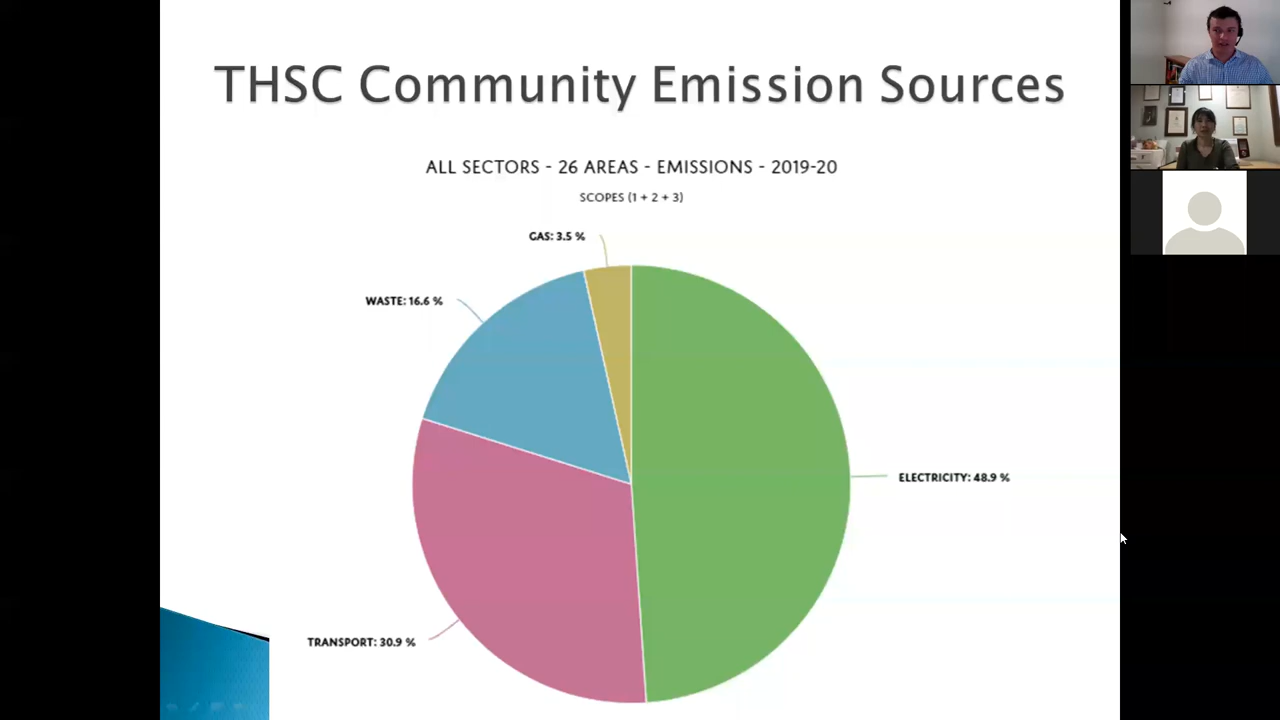 THSC Community Emission Sources
ALL SECTORS - 26 AREAS - EMISSIONS - 2019-20
SCOPES (1 + 2 + 3)
GAS: 3.5 %
WASTE: 16.6 %
ELECTRICITY: 48.9 %
TRANSPORT: 30.9 %